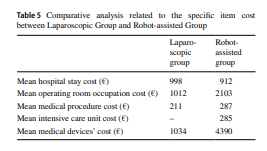 Table 5 Comparative analysis related to the specific item cost
between Laparoscopic Group and Robot-assisted Group
Laparo- Robot-
scopic assisted
group group
Mean hospital stay cost (€) 998 912
Mean operating room occupation cost (€) 1012 2103
Mean medical procedure cost (€) 211 287
Mean intensive care unit cost (€) – 285
Mean medical devices' cost (€) 1034 4390